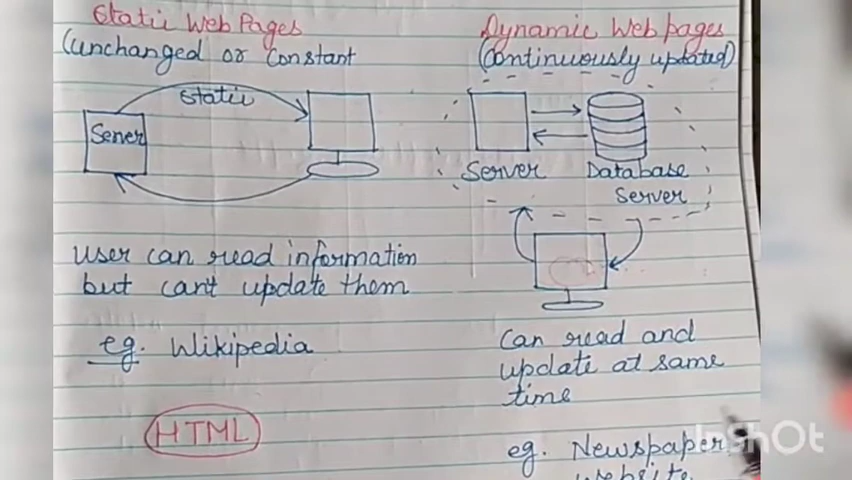 Static Web Pages
(unchanged or constant
Static
Server
user can read information
but can't update them
eg. Wikipedia
HTML
Dynamic Web pages
(Continuously updated)
Server
Database
Server
Can read and
update at same
time
eg. Newspaper
website
InShOt